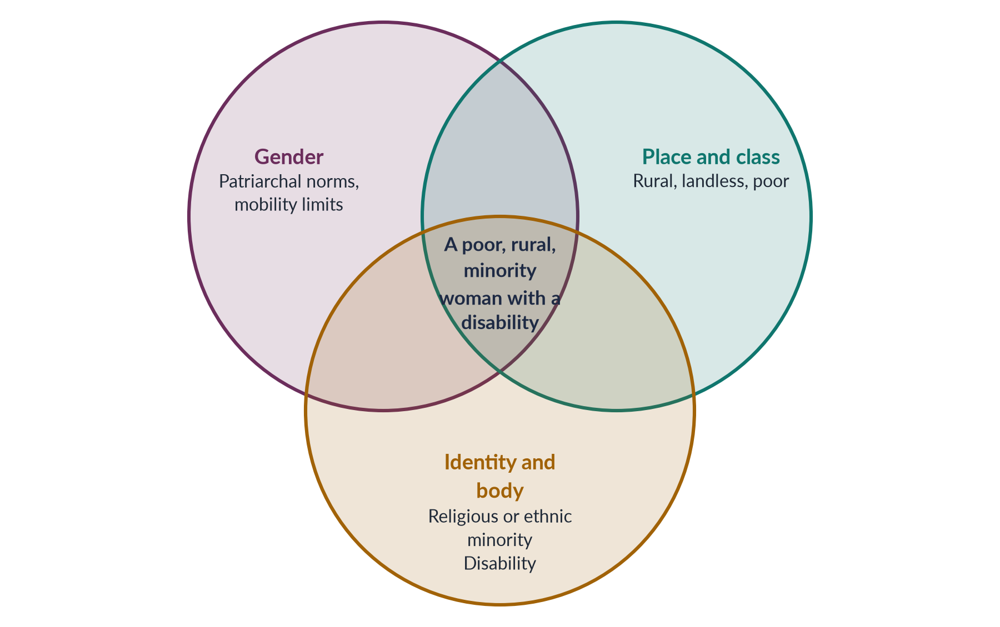 Gender
Patriarchal norms,
mobility limits
Place and class
Rural, landless, poor
A poor, rural,
minority
woman with a
disability
Identity and
body
Religious or ethnic
minority
Disability